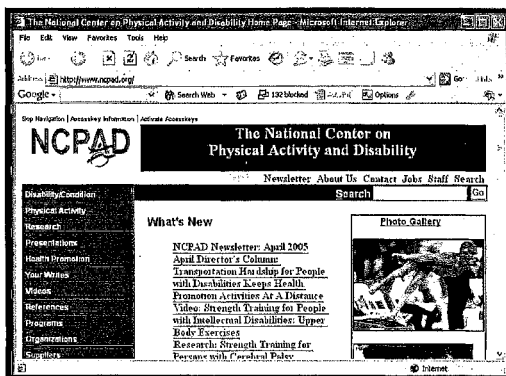 The National Center on Physical Activity and Disability Home Page - Microsoft Internet Explorer
File Edit View Favorites Tools Help
Search Favorites
http://www.ncpad.org/ Go
Google Search Web 132 blocked Options
Skip Navigation | Accesskey Information | Activate Accesskeys
NCPAD
The National Center on
Physical Activity and Disability
Newsletter About Us Contact Jobs Staff Search
Search Go
Disability/Condition
Physical Activity
Research
Presentations
Health Promotion
Your Writes
Videos
References
Programs
Organizations
Suppliers
What's New
NCPAD Newsletter: April 2005
April Director's Column:
Transportation Hardship for People
with Disabilities Keeps Health
Promotion Activities At A Distance
Video: Strength Training for People
with Intellectual Disabilities: Upper
Body Exercises
Research: Strength Training for
Persons with Cerebral Palsy
Photo Gallery
Internet